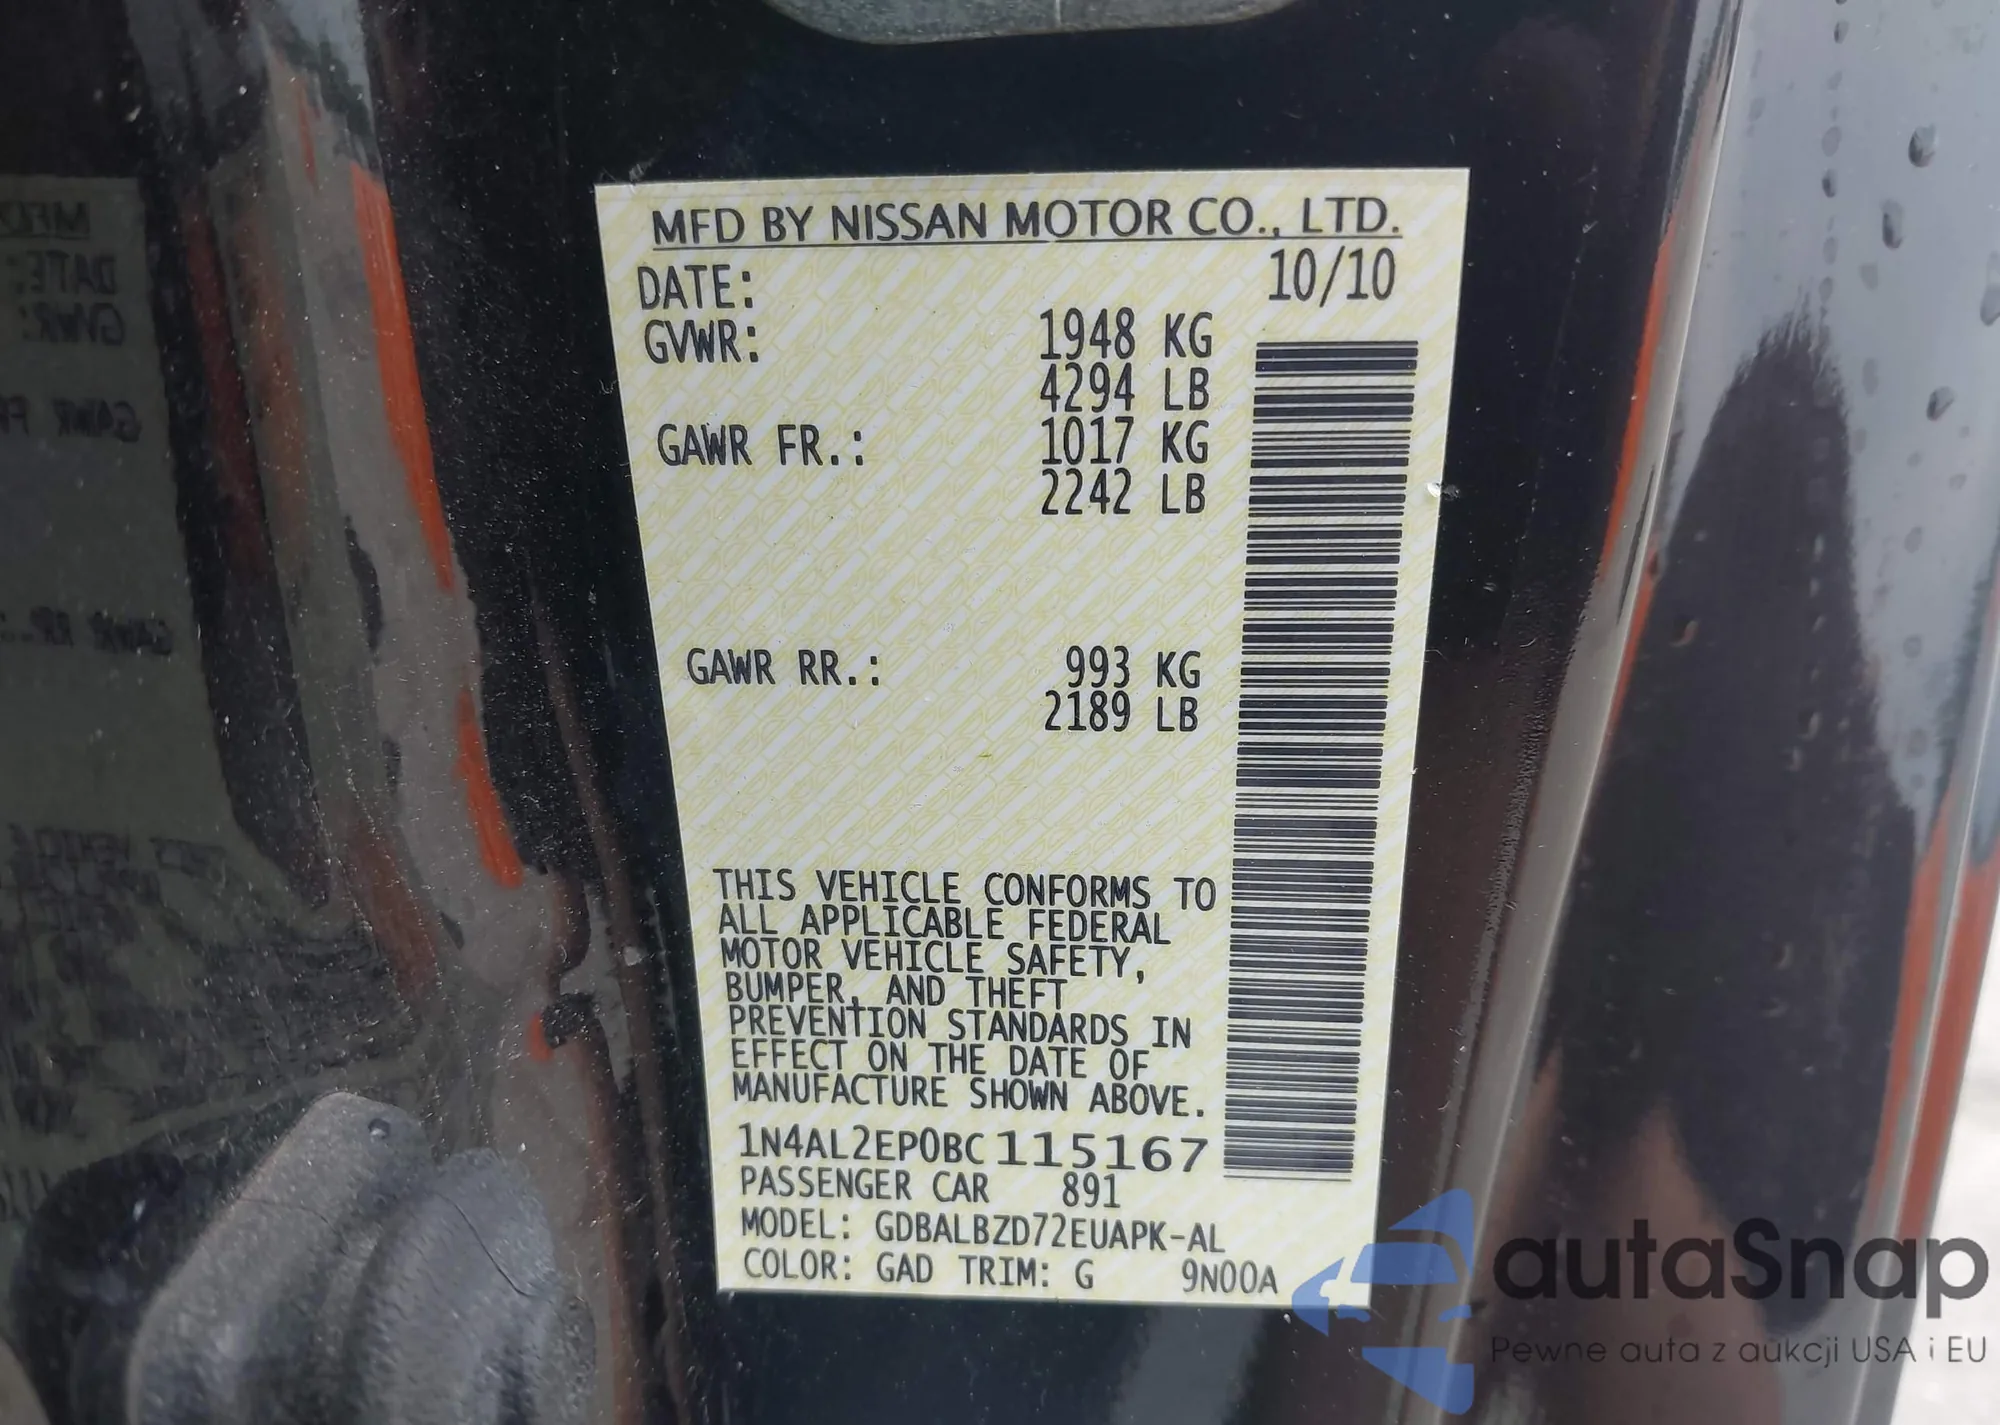 MFD BY NISSAN MOTOR CO., LTD.
DATE: 10/10
GVWR: 1948 KG
4294 LB
GAWR FR.: 1017 KG
2242 LB
GAWR RR.: 993 KG
2189 LB
THIS VEHICLE CONFORMS TO
ALL APPLICABLE FEDERAL
MOTOR VEHICLE SAFETY,
BUMPER, AND THEFT
PREVENTION STANDARDS IN
EFFECT ON THE DATE OF
MANUFACTURE SHOWN ABOVE.
1N4AL2EP0BC115167
PASSENGER CAR 891
MODEL: GDBALBZD72EUAPK-AL
COLOR: GAD TRIM: G 9N00A
autaSnap
Pewne auta z aukcji USA i EU